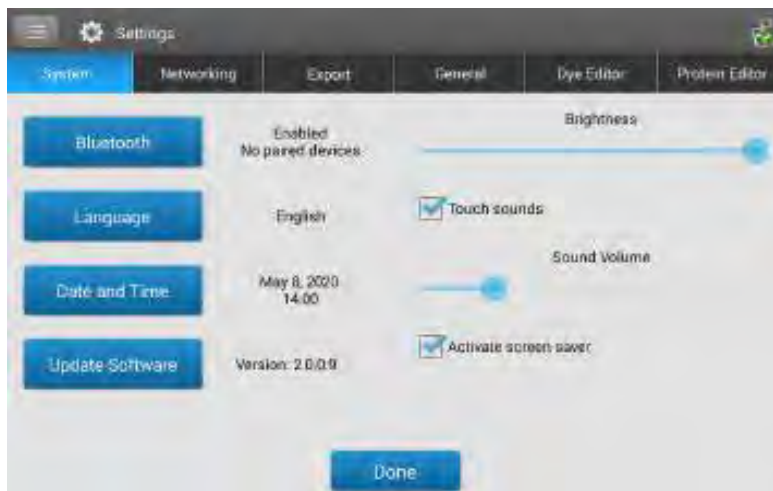 Settings
System Networking Export General Dye Editor Protein Editor
Brightness
Bluetooth
Enabled
No paired devices
Language
English
Touch sounds
Sound Volume
Date and Time
May 8, 2020
14:00
Activate screen saver
Update Software
Version: 2.0.0.9
Done